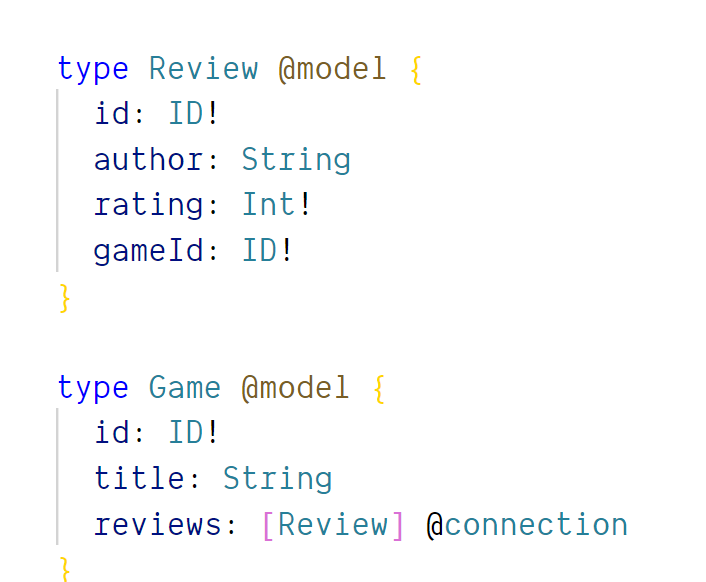 type Review @model {
id: ID!
author: String
rating: Int!
gameId: ID!
}
type Game @model {
id: ID!
title: String
reviews: [Review] @connection
}